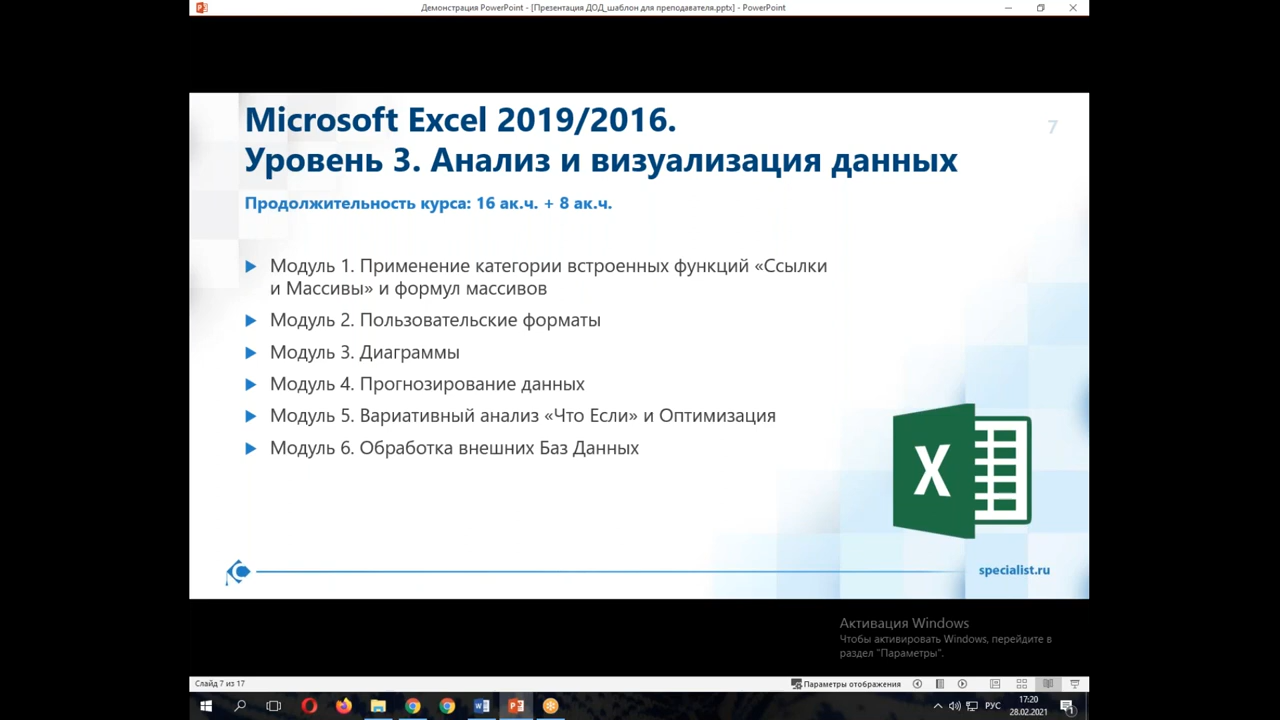 Демонстрация PowerPoint - [Презентация ДОД_шаблон для преподавателя.pptx] - PowerPoint
Microsoft Excel 2019/2016.
7
Уровень 3. Анализ и визуализация данных
Продолжительность курса: 16 ак.ч. + 8 ак.ч.
Модуль 1. Применение категории встроенных функций «Ссылки
и Массивы» и формул массивов
Модуль 2. Пользовательские форматы
Модуль 3. Диаграммы
Модуль 4. Прогнозирование данных
Модуль 5. Вариативный анализ «Что Если» и Оптимизация
Модуль 6. Обработка внешних Баз Данных
X
specialist.ru
Активация Windows
Чтобы активировать Windows, перейдите в
раздел "Параметры".
Слайд 7 из 17
Параметры отображения
17:20
РУС
28.02.2021
1